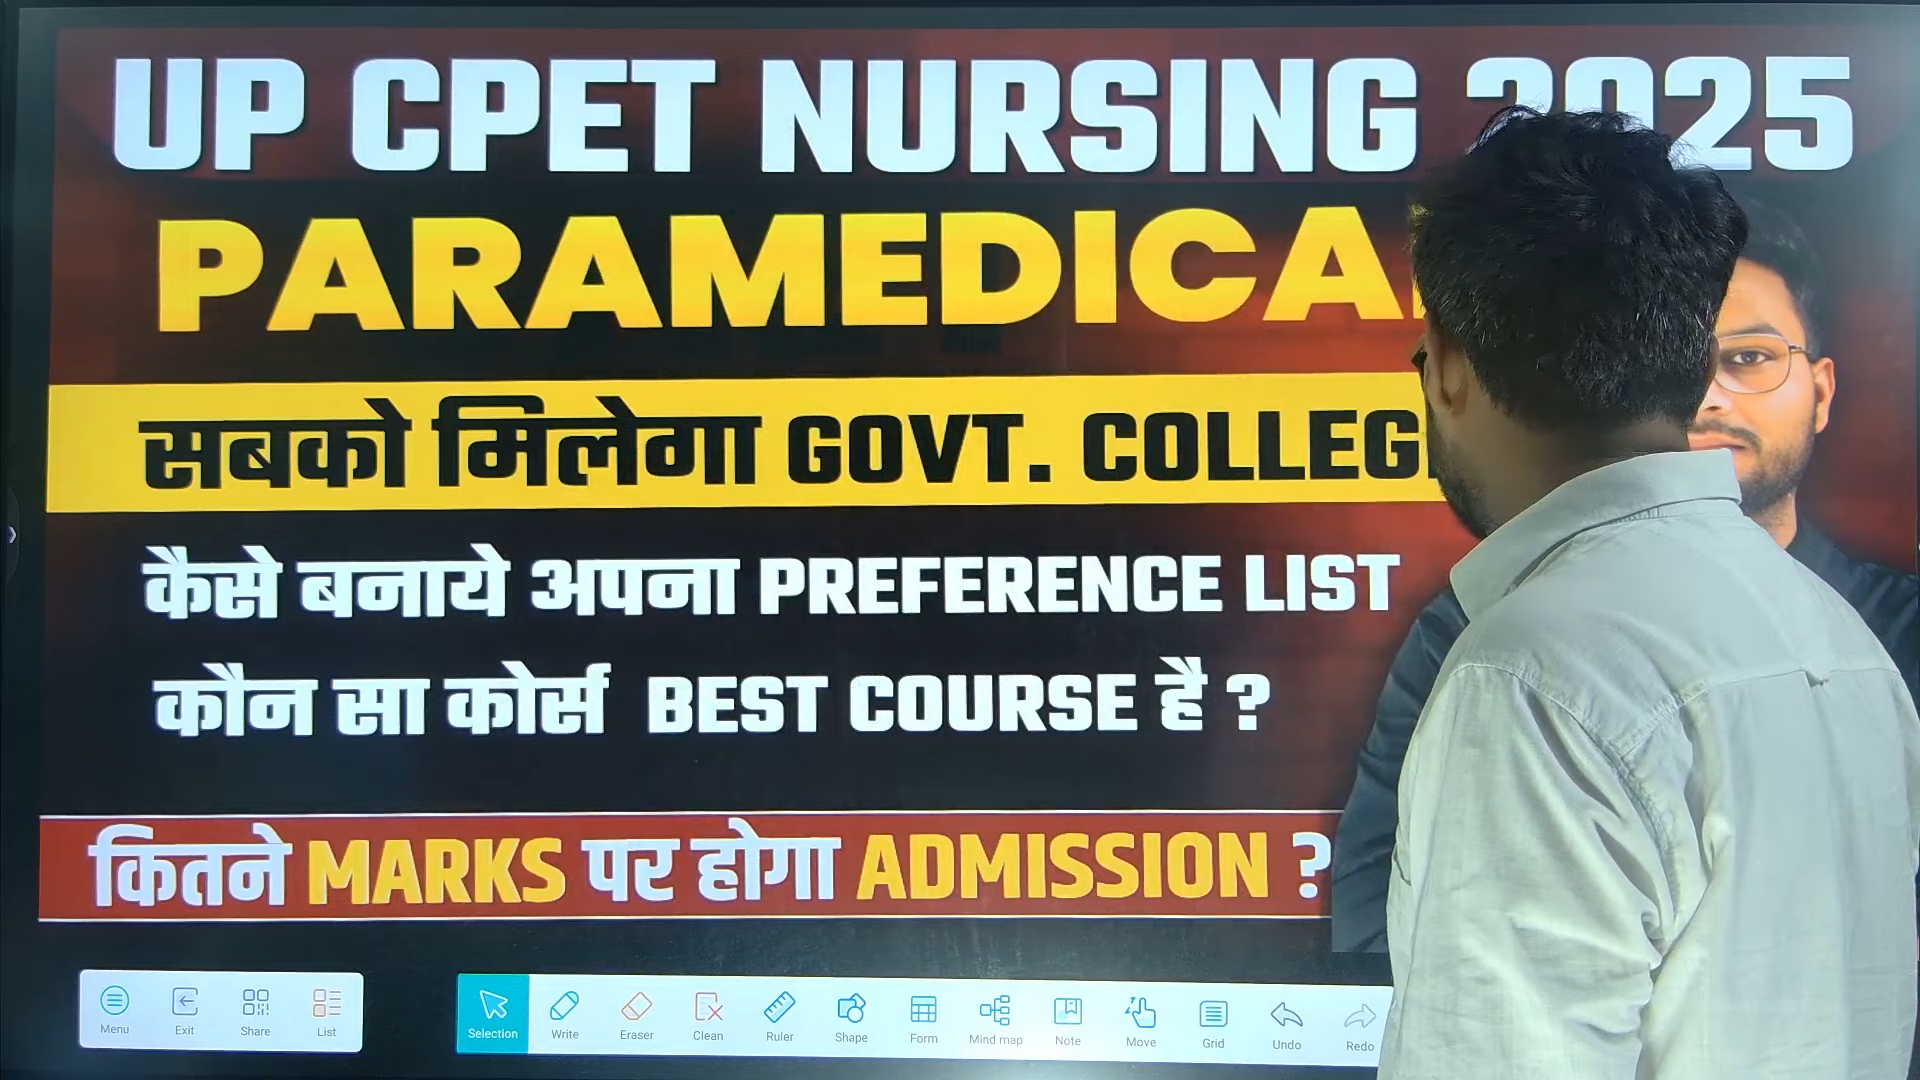 UP CPET NURSING 2025
PARAMEDICA
सबको मिलेगा GOVT. COLLEG
कैसे बनाये अपना PREFERENCE LIST
कौन सा कोर्स BEST COURSE है ?
कितने MARKS पर होगा ADMISSION ?
Menu Exit Share List Selection Write Eraser Clean Ruler Shape Form Mind map Note Move Grid Undo Redo